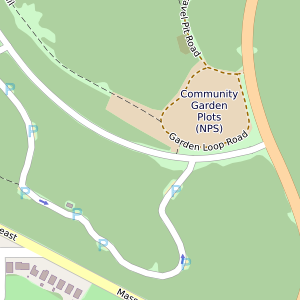 Gravel Pit Road
Community
Garden
Plots
(NPS)
Garden Loop Road
P
P
P
P
P
P
P
east
Mass